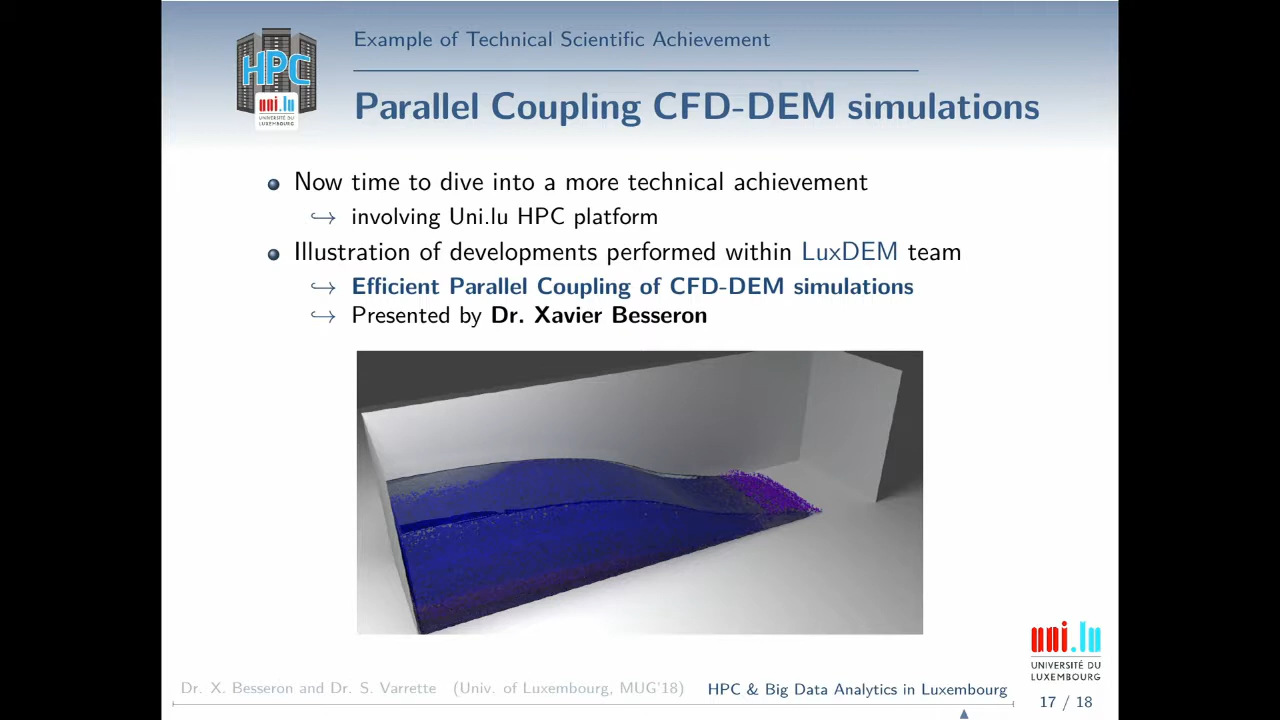 Example of Technical Scientific Achievement
HPC
uni.lu
UNIVERSITÉ DU
LUXEMBOURG
Parallel Coupling CFD-DEM simulations
Now time to dive into a more technical achievement
↪ involving Uni.lu HPC platform
Illustration of developments performed within LuxDEM team
↪ Efficient Parallel Coupling of CFD-DEM simulations
↪ Presented by Dr. Xavier Besseron
uni.lu
UNIVERSITÉ DU
LUXEMBOURG
Dr. X. Besseron and Dr. S. Varrette (Univ. of Luxembourg, MUG'18) HPC & Big Data Analytics in Luxembourg
17 / 18